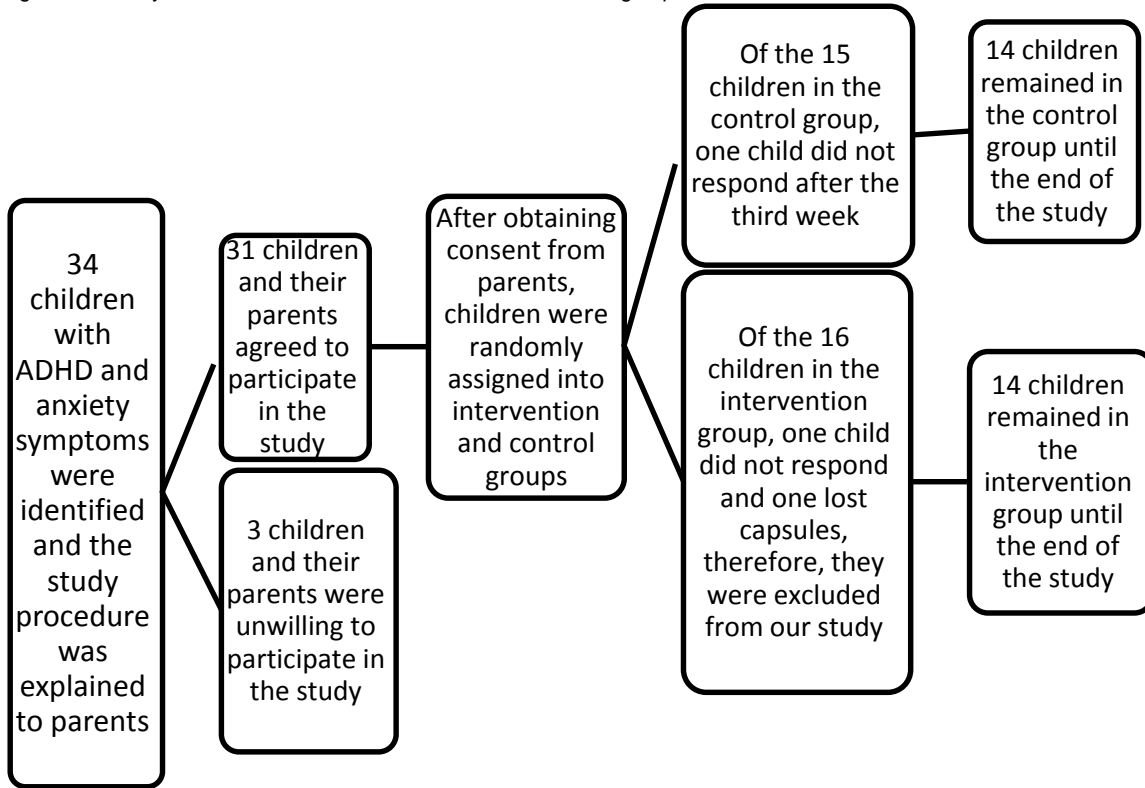 34
children
with
ADHD and
anxiety
symptoms
were
identified
and the
study
procedure
was
explained
to parents
31 children
and their
parents
agreed to
participate
in the
study
3 children
and their
parents were
unwilling to
participate in
the study
After obtaining
consent from
parents,
children were
randomly
assigned into
intervention
and control
groups
Of the 15
children in the
control group,
one child did not
respond after the
third week
14 children
remained in
the control
group until
the end of
the study
Of the 16
children in the
intervention
group, one child
did not respond
and one lost
capsules,
therefore, they
were excluded
from our study
14 children
remained in
the
intervention
group until
the end of
the study